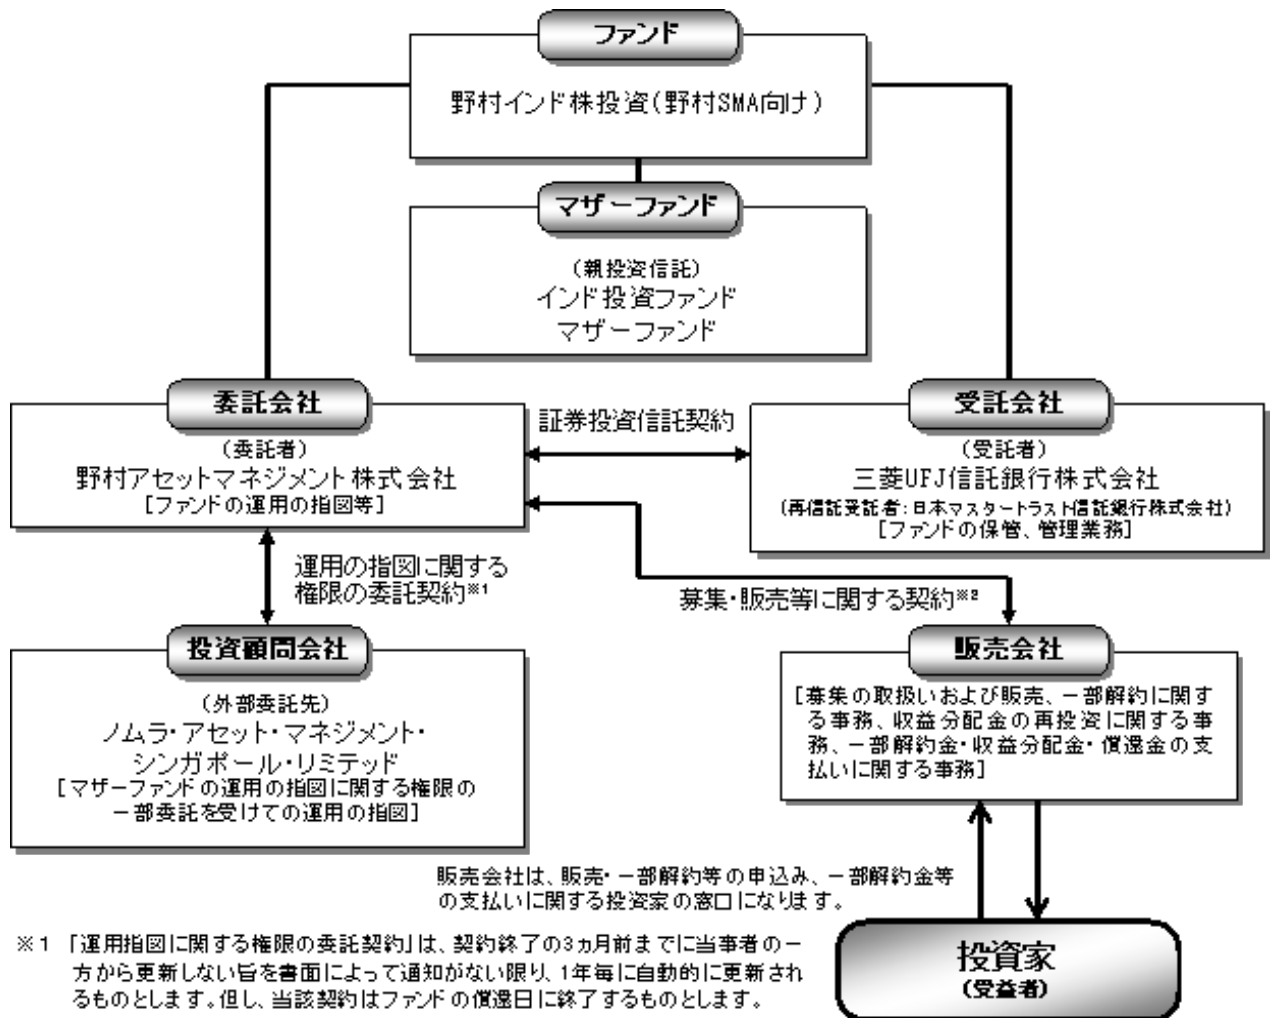 ファンド
野村インド株投資(野村SMA向け)
マザーファンド
(親投資信託)
インド投資ファンド
マザーファンド
委託会社
(委託者)
野村アセットマネジメント株式会社
[ファンドの運用の指図等]
証券投資信託契約
受託会社
(受託者)
三菱UFJ信託銀行株式会社
(再信託受託者:日本マスタートラスト信託銀行株式会社)
[ファンドの保管、管理業務]
運用の指図に関する
権限の委託契約※1
募集・販売等に関する契約※2
投資顧問会社
(外部委託先)
ノムラ・アセット・マネジメント・
シンガポール・リミテッド
[マザーファンドの運用の指図に関する権限の
一部委託を受けての運用の指図]
販売会社
[募集の取扱いおよび販売、一部解約に関す
る事務、収益分配金の再投資に関する事
務、一部解約金・収益分配金・償還金の支
払いに関する事務]
販売会社は、販売・一部解約等の申込み、一部解約金等
の支払いに関する投資家の窓口になります。
投資家
(受益者)
※1 「運用指図に関する権限の委託契約」は、契約終了の3ヵ月前までに当事者の一
方から更新しない旨を書面によって通知がない限り、1年毎に自動的に更新され
るものとします。但し、当該契約はファンドの償還日に終了するものとします。